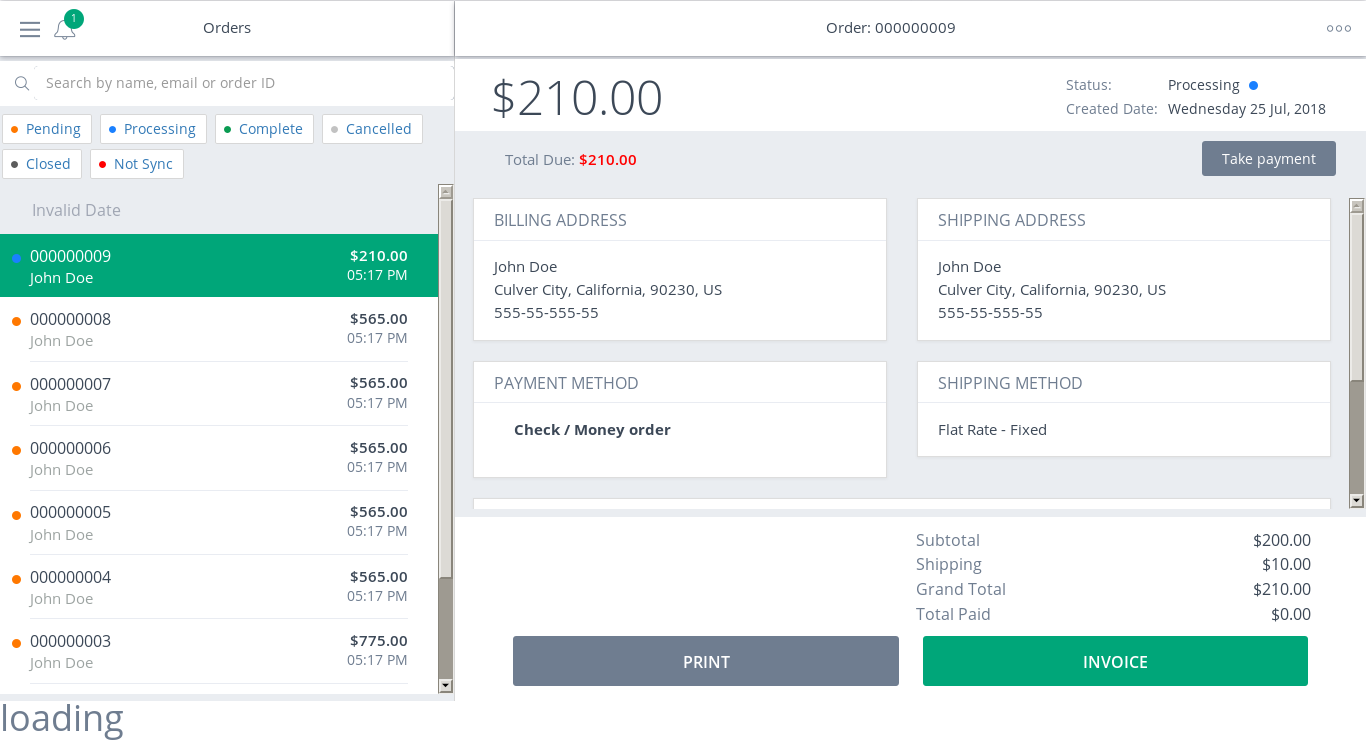 1
Orders
Order: 000000009
Search by name, email or order ID
Pending
Processing
Complete
Cancelled
Closed
Not Sync
Invalid Date
000000009 $210.00
John Doe 05:17 PM
000000008 $565.00
John Doe 05:17 PM
000000007 $565.00
John Doe 05:17 PM
000000006 $565.00
John Doe 05:17 PM
000000005 $565.00
John Doe 05:17 PM
000000004 $565.00
John Doe 05:17 PM
000000003 $775.00
John Doe 05:17 PM
loading
$210.00
Status: Processing
Created Date: Wednesday 25 Jul, 2018
Total Due: $210.00
Take payment
BILLING ADDRESS
John Doe
Culver City, California, 90230, US
555-55-555-55
SHIPPING ADDRESS
John Doe
Culver City, California, 90230, US
555-55-555-55
PAYMENT METHOD
Check / Money order
SHIPPING METHOD
Flat Rate - Fixed
Subtotal $200.00
Shipping $10.00
Grand Total $210.00
Total Paid $0.00
PRINT
INVOICE